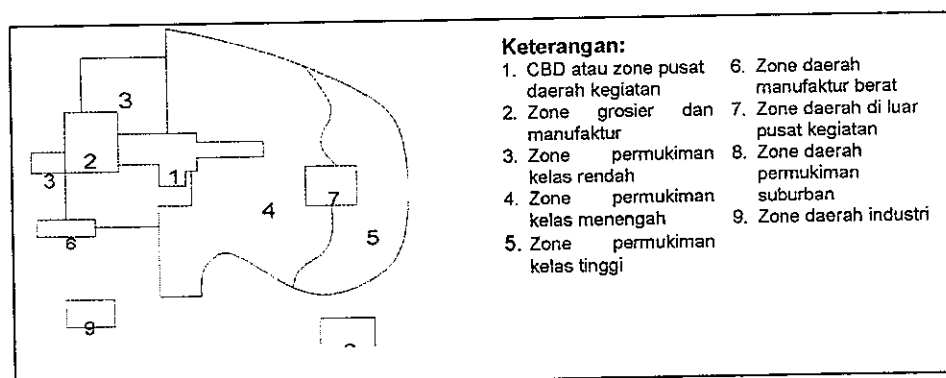 3
2
3
1
4
7
5
6
9
Keterangan:
1. CBD atau zone pusat daerah kegiatan
2. Zone grosier dan manufaktur
3. Zone permukiman kelas rendah
4. Zone permukiman kelas menengah
5. Zone permukiman kelas tinggi
6. Zone daerah manufaktur berat
7. Zone daerah di luar pusat kegiatan
8. Zone daerah permukiman suburban
9. Zone daerah industri